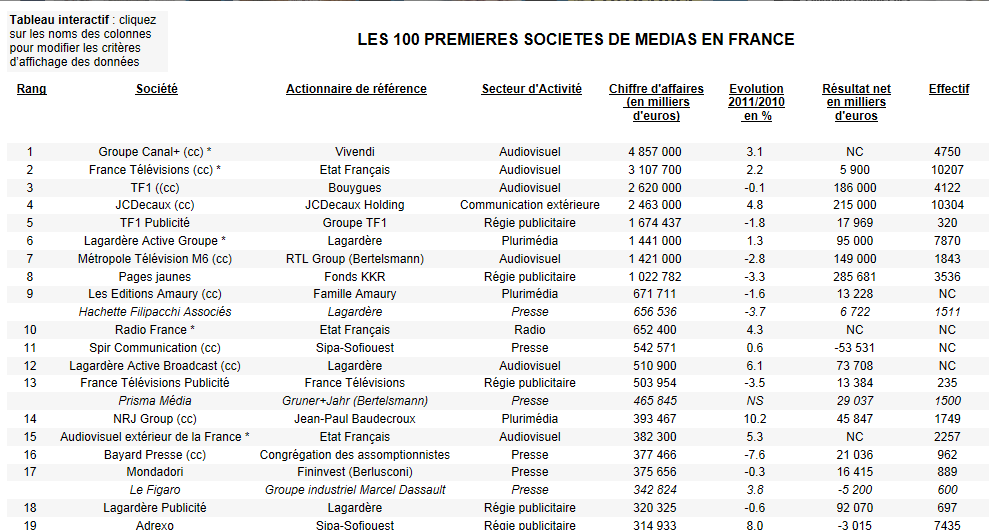 Tableau interactif : cliquez
sur les noms des colonnes
pour modifier les critères
d'affichage des données
LES 100 PREMIERES SOCIETES DE MEDIAS EN FRANCE
Rang Société Actionnaire de référence Secteur d'Activité Chiffre d'affaires Evolution Résultat net Effectif
(en milliers 2011/2010 en milliers
d'euros) en % d'euros
1 Groupe Canal+ (cc) * Vivendi Audiovisuel 4 857 000 3.1 NC 4750
2 France Télévisions (cc) * Etat Français Audiovisuel 3 107 700 2.2 5 900 10207
3 TF1 ((cc) Bouygues Audiovisuel 2 620 000 -0.1 186 000 4122
4 JCDecaux (cc) JCDecaux Holding Communication extérieure 2 463 000 4.8 215 000 10304
5 TF1 Publicité Groupe TF1 Régie publicitaire 1 674 437 -1.8 17 969 320
6 Lagardère Active Groupe * Lagardère Plurimédia 1 441 000 1.3 95 000 7870
7 Métropole Télévision M6 (cc) RTL Group (Bertelsmann) Audiovisuel 1 421 000 -2.8 149 000 1843
8 Pages jaunes Fonds KKR Régie publicitaire 1 022 782 -3.3 285 681 3536
9 Les Editions Amaury (cc) Famille Amaury Plurimédia 671 711 -1.6 13 228 NC
Hachette Filipacchi Associés Lagardère Presse 656 536 -3.7 6 722 1511
10 Radio France * Etat Français Radio 652 400 4.3 NC NC
11 Spir Communication (cc) Sipa-Sofiouest Presse 542 571 0.6 -53 531 NC
12 Lagardère Active Broadcast (cc) Lagardère Audiovisuel 510 900 6.1 73 708 NC
13 France Télévisions Publicité France Télévisions Régie publicitaire 503 954 -3.5 13 384 235
Prisma Média Gruner+Jahr (Bertelsmann) Presse 465 845 NS 29 037 1500
14 NRJ Group (cc) Jean-Paul Baudecroux Plurimédia 393 467 10.2 45 847 1749
15 Audiovisuel extérieur de la France * Etat Français Audiovisuel 382 300 5.3 NC 2257
16 Bayard Presse (cc) Congrégation des assomptionnistes Presse 377 466 -7.6 21 036 962
17 Mondadori Fininvest (Berlusconi) Presse 375 656 -0.3 16 415 889
Le Figaro Groupe industriel Marcel Dassault Presse 342 824 3.8 -5 200 600
18 Lagardère Publicité Lagardère Régie publicitaire 320 325 -0.6 92 070 697
19 Adrexo Sipa-Sofiouest Régie publicitaire 314 933 8.0 -3 015 7435